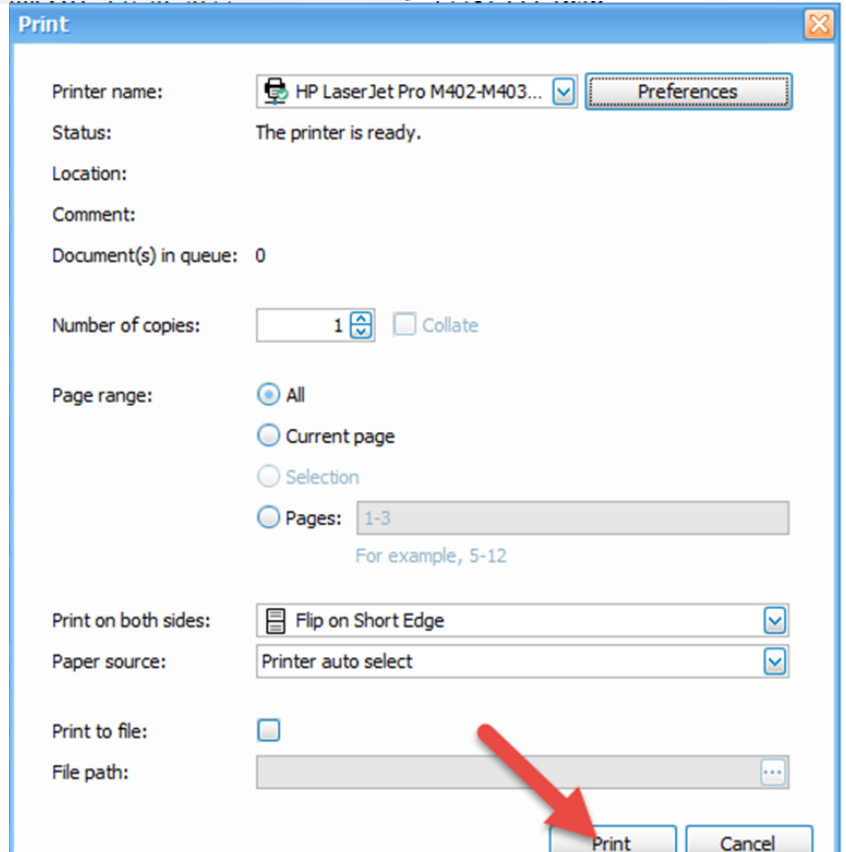 Print
Printer name: HP LaserJet Pro M402-M403... Preferences
Status: The printer is ready.
Location:
Comment:
Document(s) in queue: 0
Number of copies: 1 Collate
Page range: All
Current page
Selection
Pages: 1-3
For example, 5-12
Print on both sides: Flip on Short Edge
Paper source: Printer auto select
Print to file:
File path: ...
Print Cancel